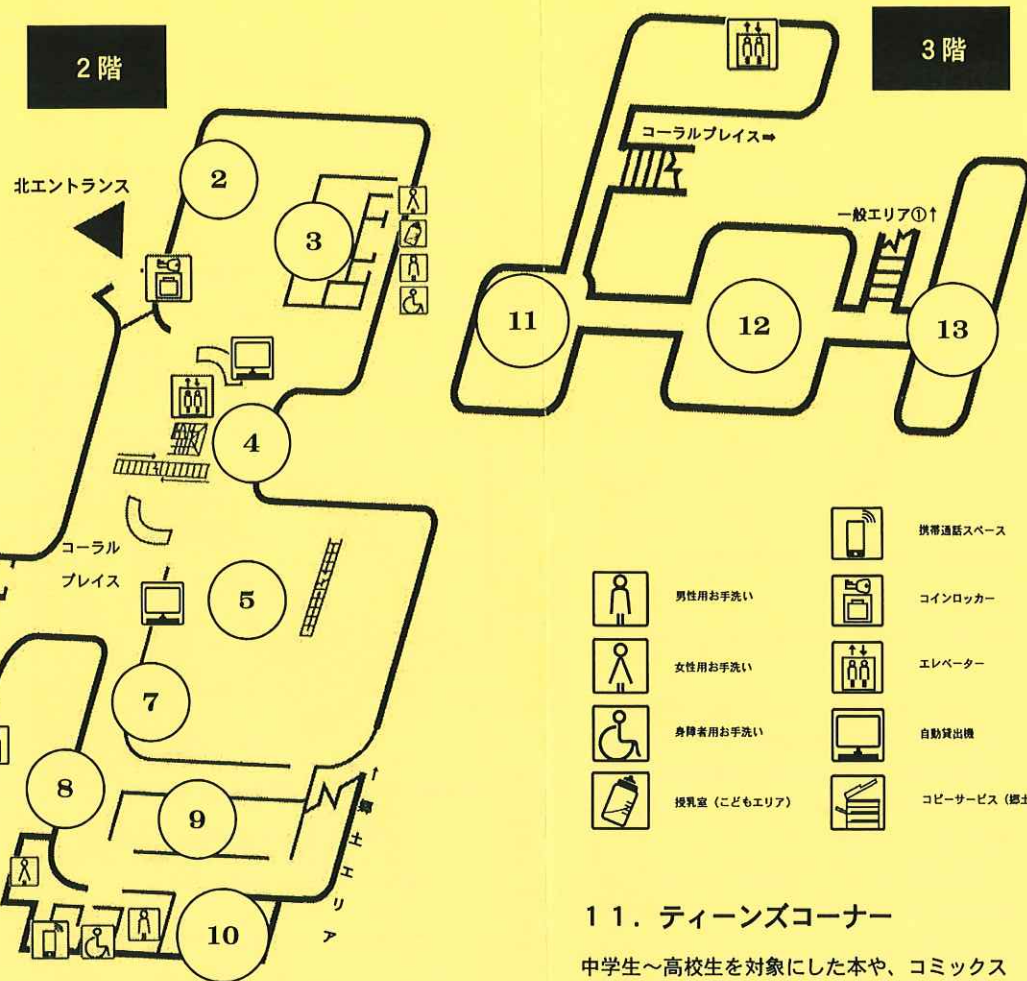 2階
3階
北エントランス
2
3
4
コーラル
プレイス
5
7
8
9
10
郷土エリア
コーラルプレイス➡
一般エリア①↑
11
12
13
携帯通話スペース
男性用お手洗い
コインロッカー
女性用お手洗い
エレベーター
身障者用お手洗い
自動貸出機
授乳室（こどもエリア）
コピーサービス（郷土
１１．ティーンズコーナー
中学生～高校生を対象にした本や、コミックス